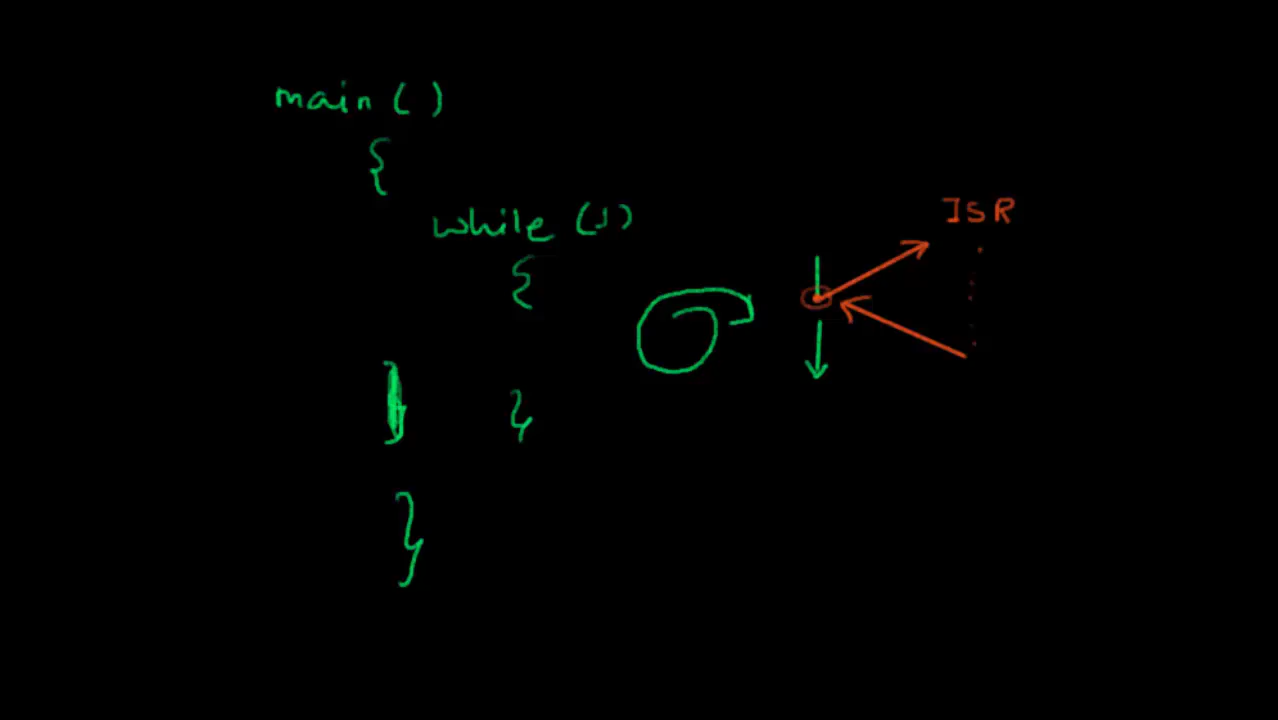 main ()
{
while (1)
{
ISR
}
}